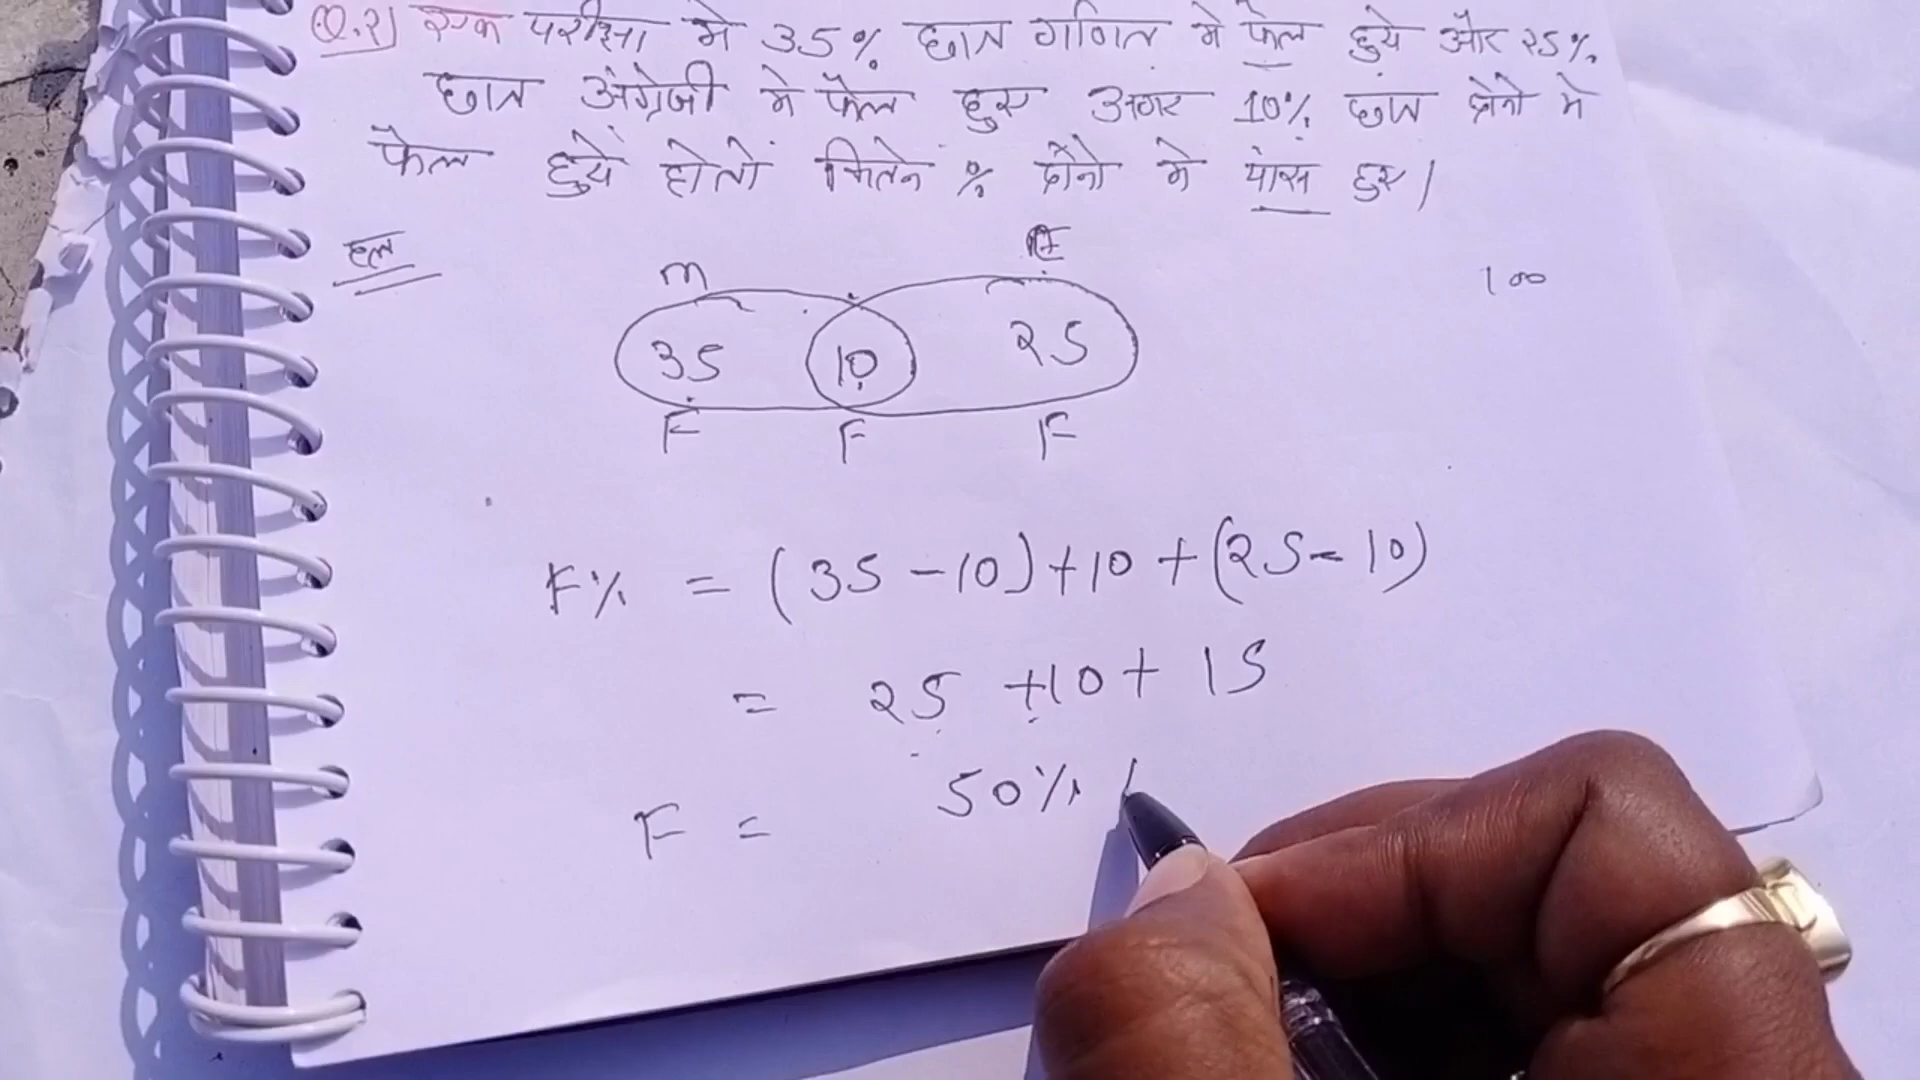 Q.2) एक परीक्षा मे 35% छात्र गणित मे फेल हुये और 25%
छात्र अंग्रेजी मे फेल हुए अगर 10% छात्र दोनो मे
फेल हुये हो तो कितने % दोनो मे पास हुए।
हल
m E
100
35 10 25
F F F
F% = (35 - 10) + 10 + (25 - 10)
= 25 + 10 + 15
F = 50%